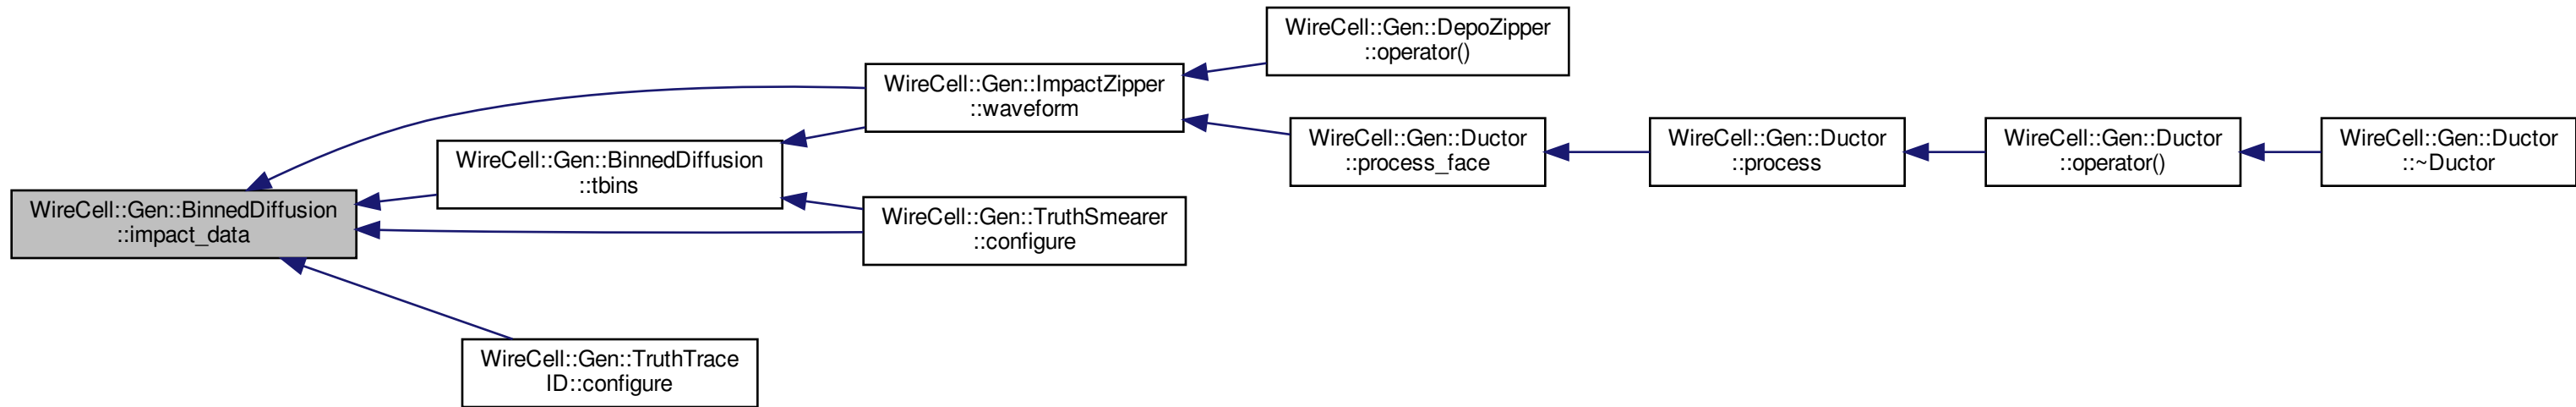 WireCell::Gen::BinnedDiffusion
::impact_data
WireCell::Gen::BinnedDiffusion
::tbins
WireCell::Gen::ImpactZipper
::waveform
WireCell::Gen::DepoZipper
::operator()
WireCell::Gen::Ductor
::process_face
WireCell::Gen::Ductor
::process
WireCell::Gen::Ductor
::operator()
WireCell::Gen::Ductor
::~Ductor
WireCell::Gen::TruthSmearer
::configure
WireCell::Gen::TruthTrace
ID::configure